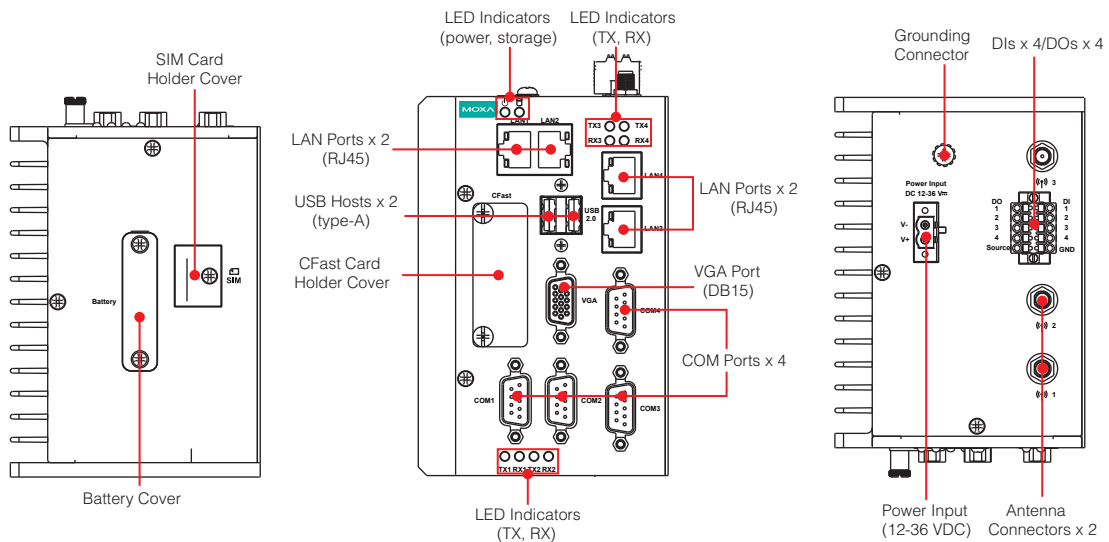 LED Indicators
(power, storage)
LED Indicators
(TX, RX)
SIM Card
Holder Cover
Battery
SIM
Battery Cover
MOXA
LAN1 LAN2
TX3 TX4
RX3 RX4
LAN Ports x 2
(RJ45)
LAN4
LAN3
LAN Ports x 2
(RJ45)
USB Hosts x 2
(type-A)
CFast
USB
2.0
CFast Card
Holder Cover
VGA Port
(DB15)
VGA
COM4
COM Ports x 4
COM1
COM2
COM3
TX1 RX1 TX2 RX2
LED Indicators
(TX, RX)
Grounding
Connector
DIs x 4/DOs x 4
3
Power Input
DC 12-36 V⎓
V-
V+
DO DI
1 1
2 2
3 3
4 4
Source GND
2
1
Power Input
(12-36 VDC)
Antenna
Connectors x 2